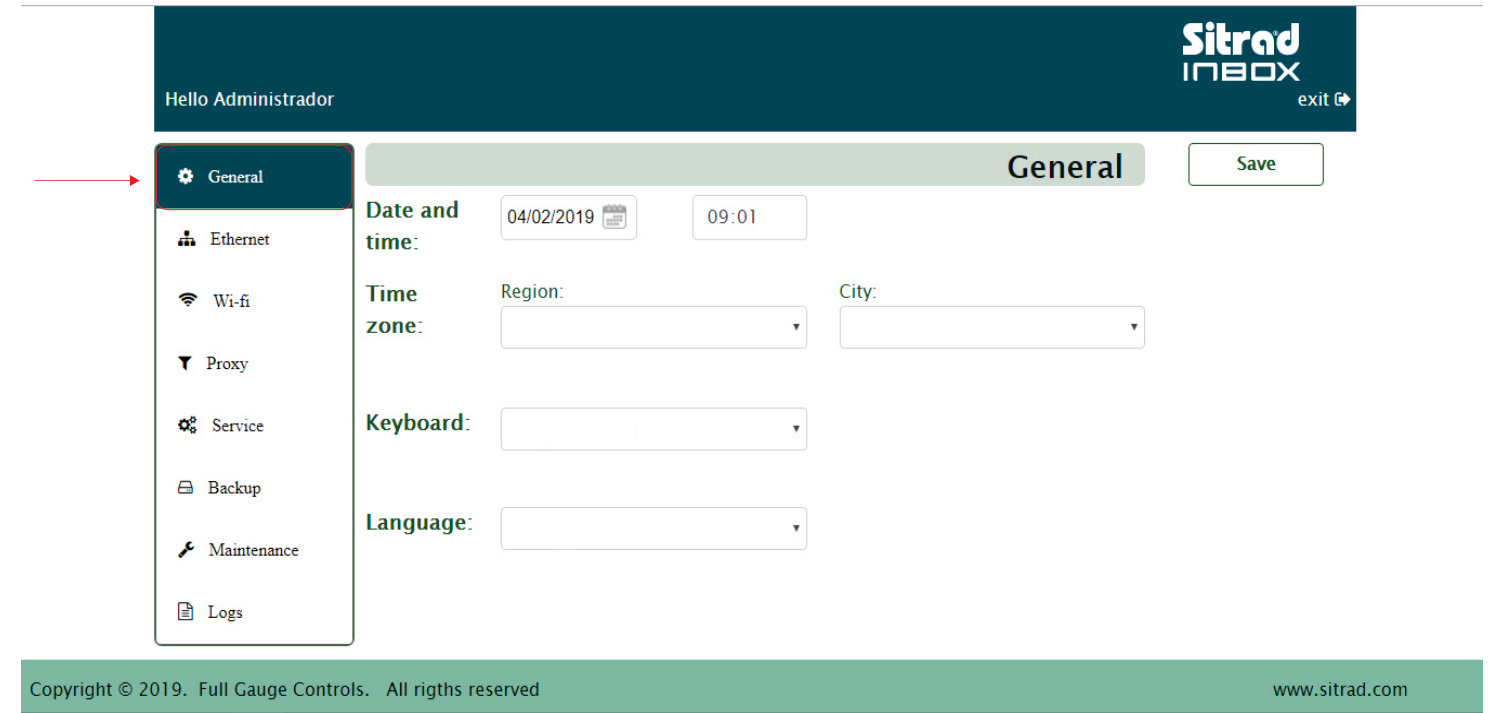 Sitrad
INBOX
Hello Administrador
exit
General
Ethernet
Wi-fi
Proxy
Service
Backup
Maintenance
Logs
General
Save
Date and
time:
04/02/2019
09:01
Time
zone:
Region:
City:
Keyboard:
Language:
Copyright © 2019. Full Gauge Controls. All rigths reserved
www.sitrad.com